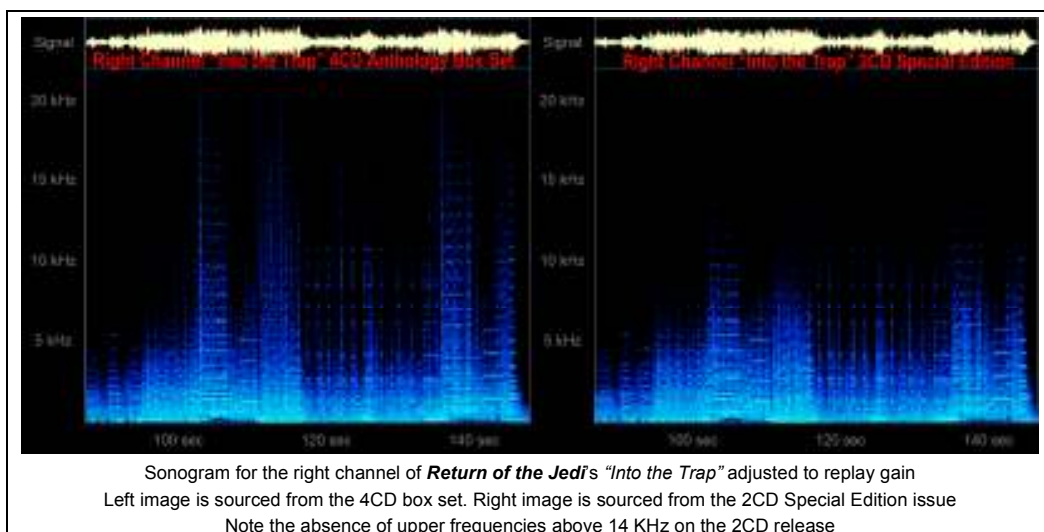 Signal
Right Channel "Into the Trap" 4CD Anthology Box Set
20 kHz
15 kHz
10 kHz
5 kHz
100 sec 120 sec 140 sec
Signal
Right Channel "Into the Trap" 2CD Special Edition
20 kHz
15 kHz
10 kHz
5 kHz
100 sec 120 sec 140 sec
Sonogram for the right channel of Return of the Jedi's "Into the Trap" adjusted to replay gain
Left image is sourced from the 4CD box set. Right image is sourced from the 2CD Special Edition issue
Note the absence of upper frequencies above 14 KHz on the 2CD release